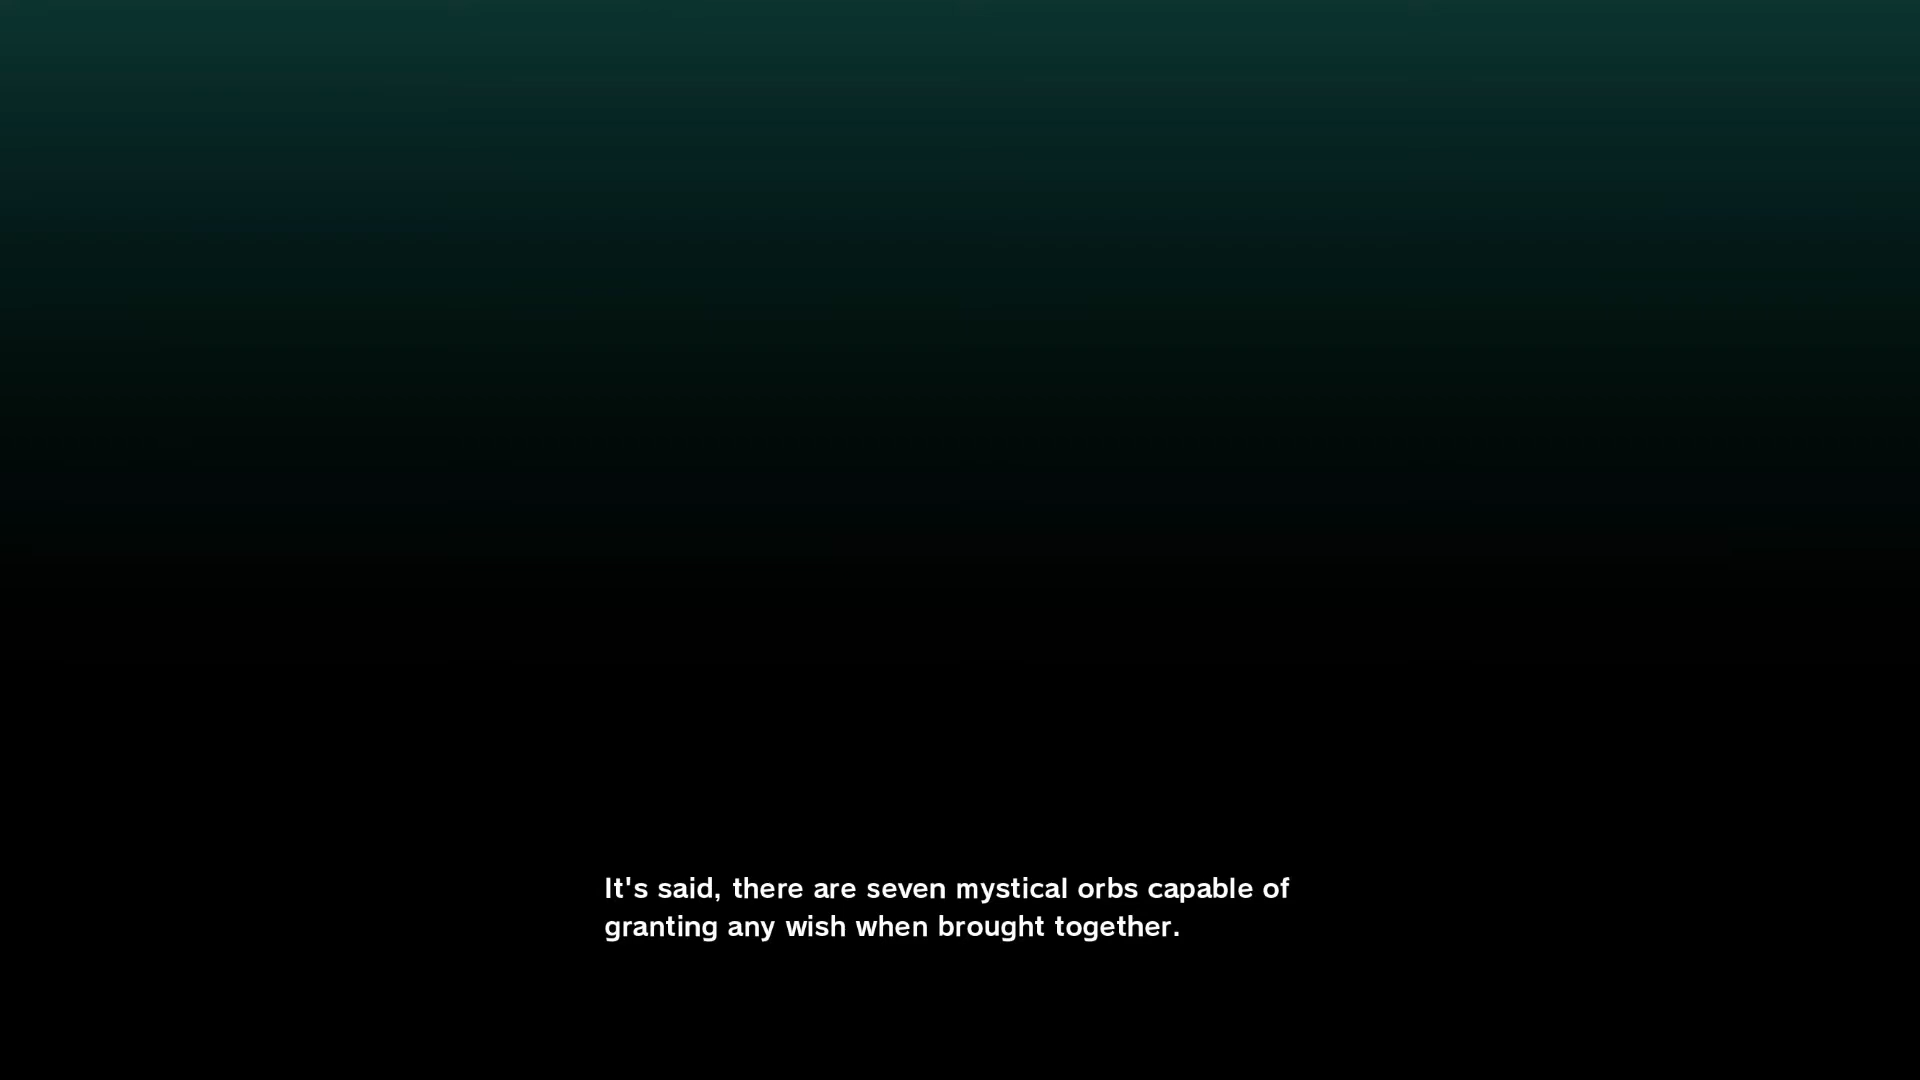 It's said, there are seven mystical orbs capable of
granting any wish when brought together.